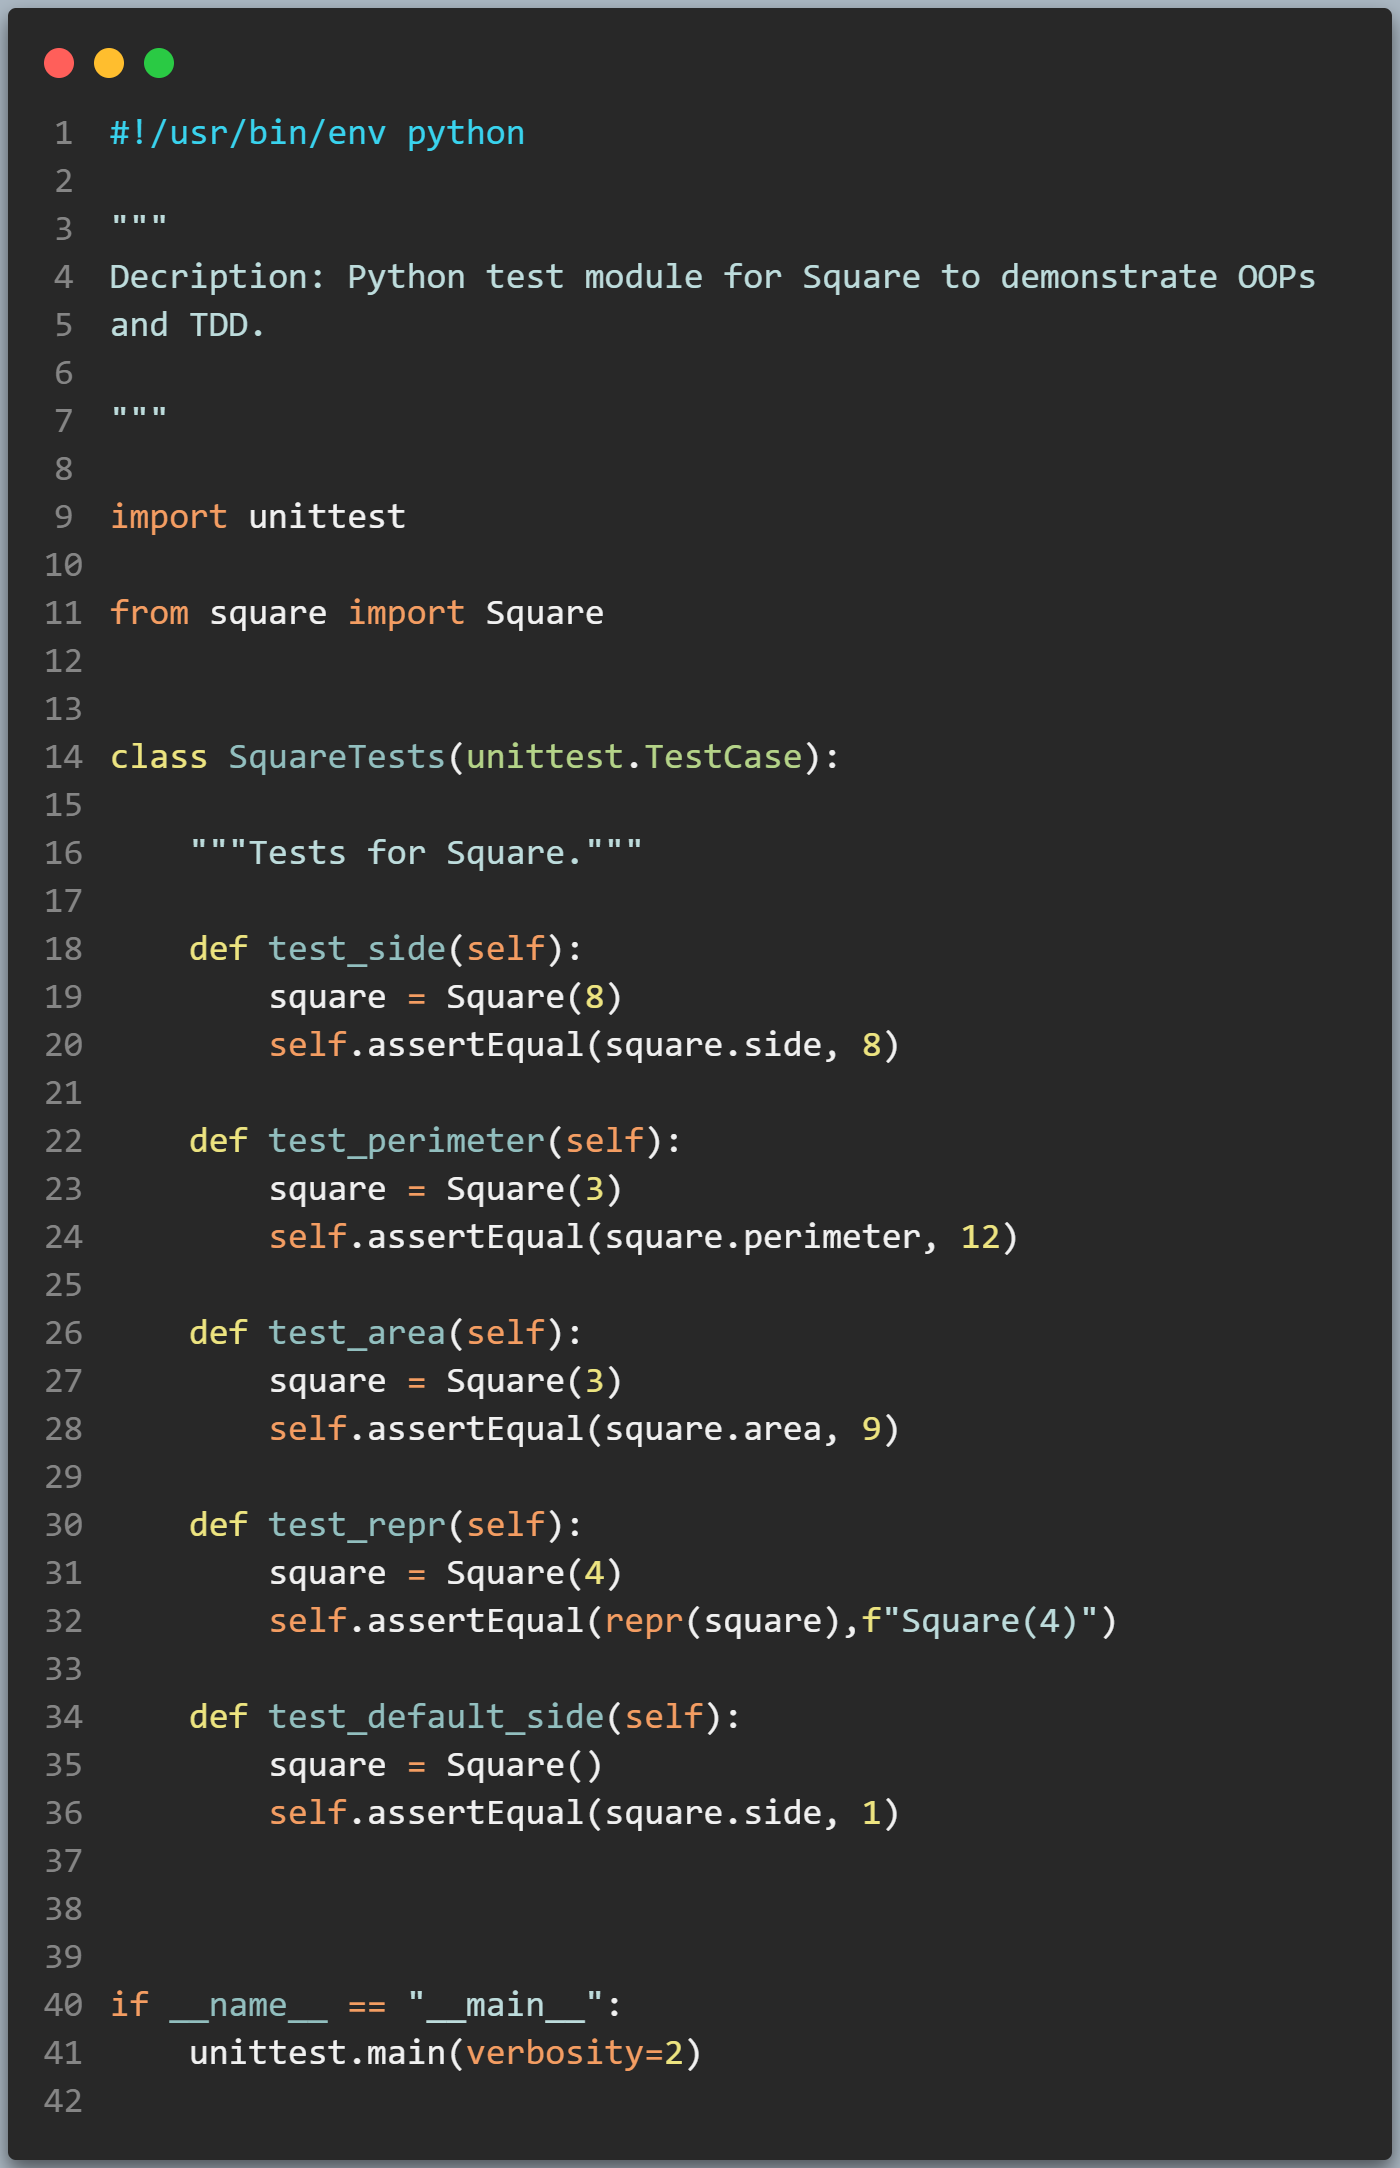 1 #!/usr/bin/env python
2
3 """
4 Decription: Python test module for Square to demonstrate OOPs
5 and TDD.
6
7 """
8
9 import unittest
10
11 from square import Square
12
13
14 class SquareTests(unittest.TestCase):
15
16     """Tests for Square."""
17
18     def test_side(self):
19         square = Square(8)
20         self.assertEqual(square.side, 8)
21
22     def test_perimeter(self):
23         square = Square(3)
24         self.assertEqual(square.perimeter, 12)
25
26     def test_area(self):
27         square = Square(3)
28         self.assertEqual(square.area, 9)
29
30     def test_repr(self):
31         square = Square(4)
32         self.assertEqual(repr(square),f"Square(4)")
33
34     def test_default_side(self):
35         square = Square()
36         self.assertEqual(square.side, 1)
37
38
39
40 if __name__ == "__main__":
41     unittest.main(verbosity=2)
42